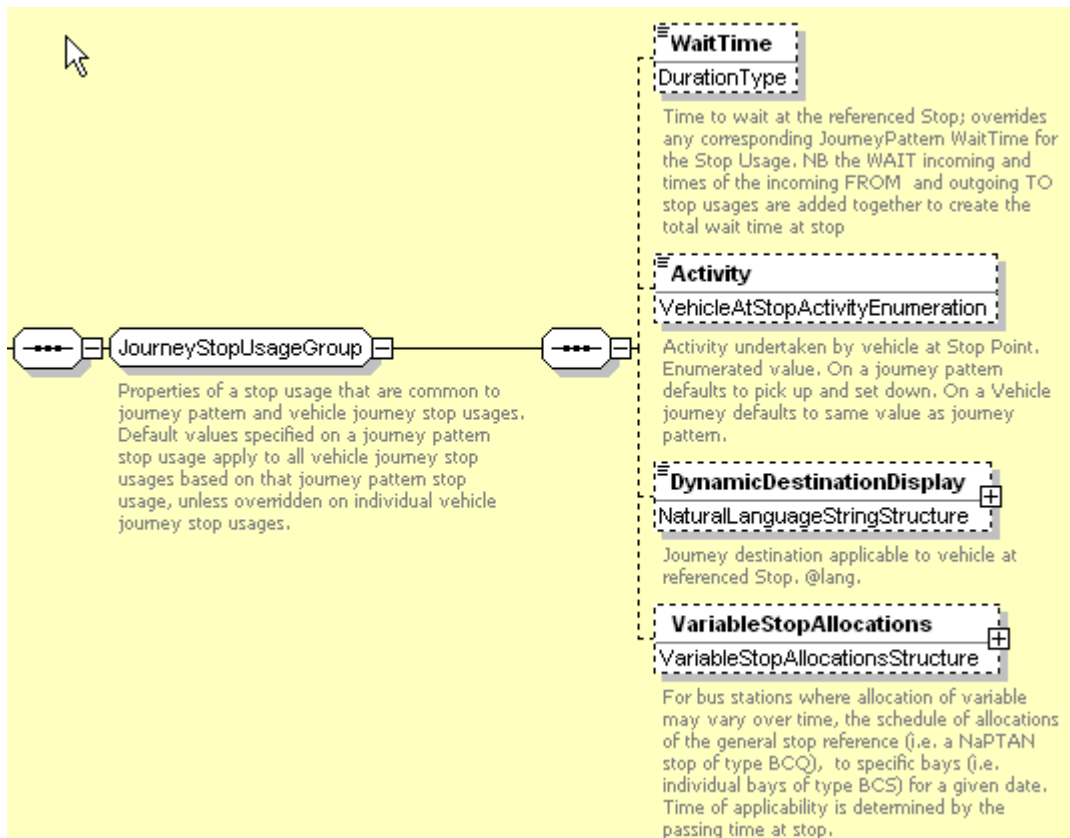 WaitTime
DurationType
Time to wait at the referenced Stop; overrides
any corresponding JourneyPattern WaitTime for
the Stop Usage. NB the WAIT incoming and
times of the incoming FROM  and outgoing TO
stop usages are added together to create the
total wait time at stop
Activity
VehicleAtStopActivityEnumeration
Activity undertaken by vehicle at Stop Point.
Enumerated value. On a journey pattern
defaults to pick up and set down. On a Vehicle
journey defaults to same value as journey
pattern.
JourneyStopUsageGroup
Properties of a stop usage that are common to
journey pattern and vehicle journey stop usages.
Default values specified on a journey pattern
stop usage apply to all vehicle journey stop
usages based on that journey pattern stop
usage, unless overridden on individual vehicle
journey stop usages.
DynamicDestinationDisplay
NaturalLanguageStringStructure
Journey destination applicable to vehicle at
referenced Stop. @lang.
VariableStopAllocations
VariableStopAllocationsStructure
For bus stations where allocation of variable
may vary over time, the schedule of allocations
of the general stop reference (i.e. a NaPTAN
stop of type BCQ),  to specific bays (i.e.
individual bays of type BCS) for a given date.
Time of applicability is determined by the
passing time at stop.